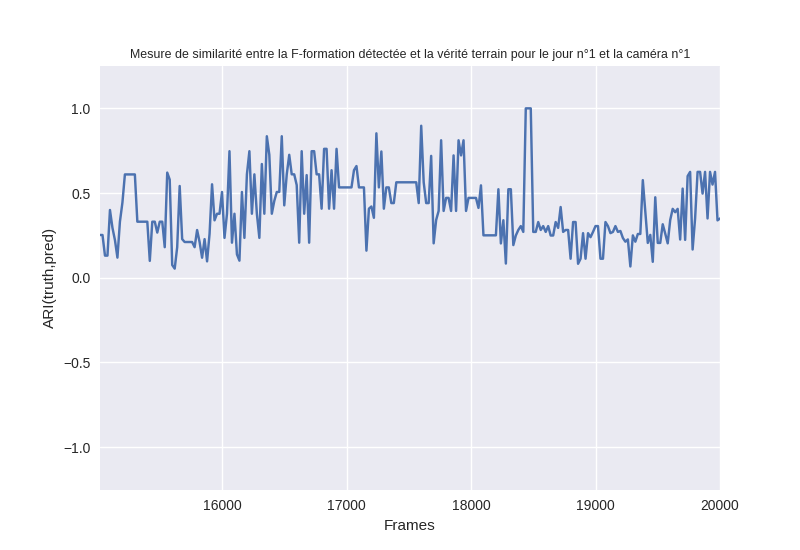 Mesure de similarité entre la F-formation détectée et la vérité terrain pour le jour n°1 et la caméra n°1
1.0
0.5
0.0
−0.5
−1.0
ARI(truth,pred)
16000 17000 18000 19000 20000
Frames